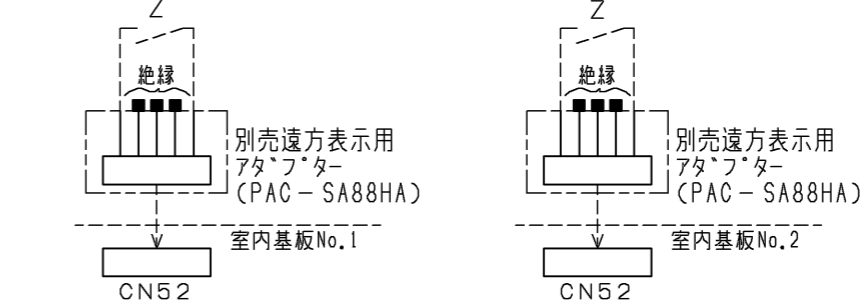 Z
絶縁
別売遠方表示用
アダプター
(PAC-SA88HA)
室内基板No.1
CN52
Z
絶縁
別売遠方表示用
アダプター
(PAC-SA88HA)
室内基板No.2
CN52